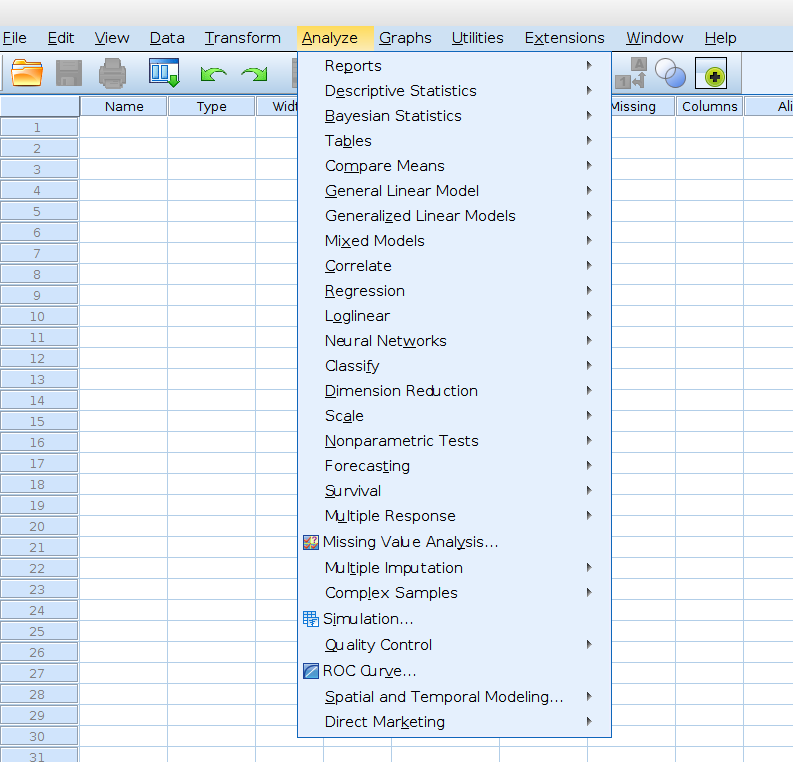 File Edit View Data Transform Analyze Graphs Utilities Extensions Window Help
A
1
Name Type Missing Columns
Reports
Descriptive Statistics
Bayesian Statistics
Tables
Compare Means
General Linear Model
Generalized Linear Models
Mixed Models
Correlate
Regression
Loglinear
Neural Networks
Classify
Dimension Reduction
Scale
Nonparametric Tests
Forecasting
Survival
Multiple Response
Missing Value Analysis...
Multiple Imputation
Complex Samples
Simulation...
Quality Control
ROC Curve...
Spatial and Temporal Modeling...
Direct Marketing
1
2
3
4
5
6
7
8
9
10
11
12
13
14
15
16
17
18
19
20
21
22
23
24
25
26
27
28
29
30
31